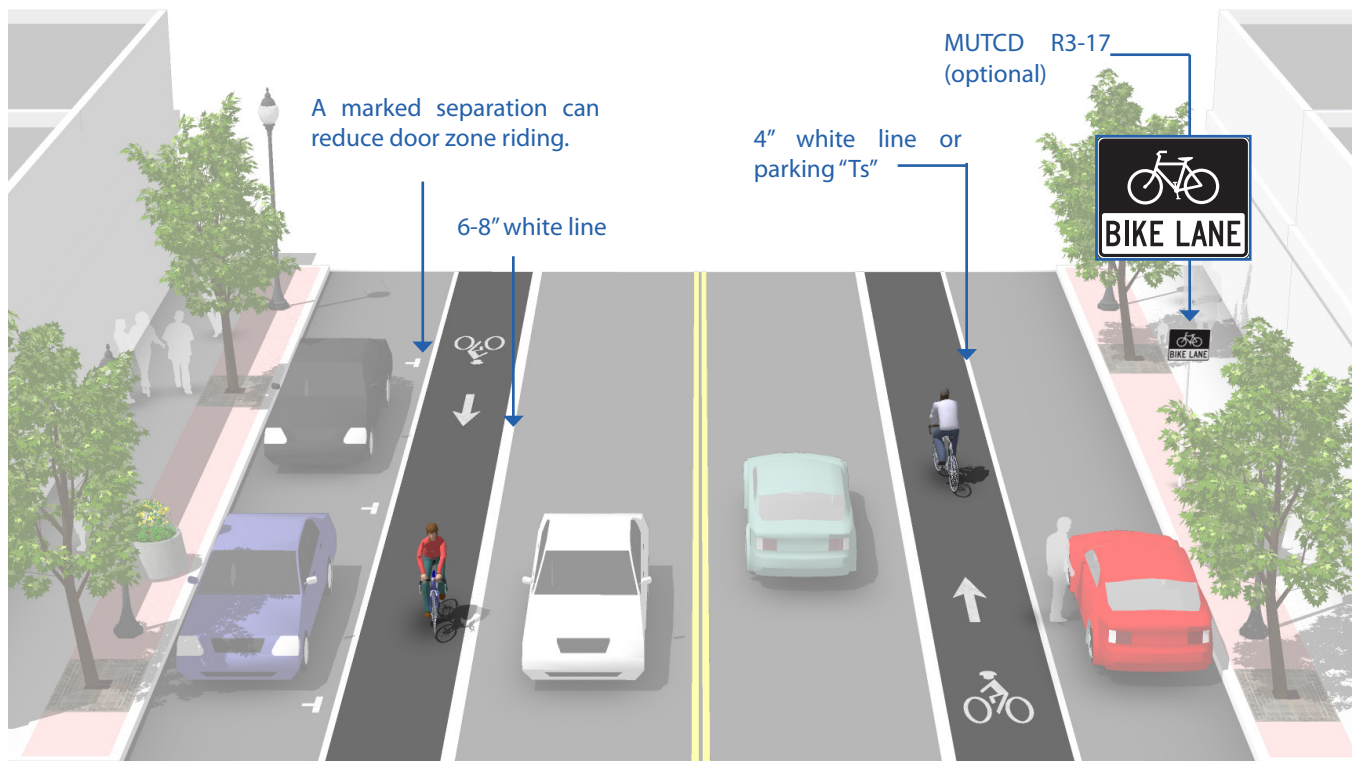 MUTCD R3-17
(optional)
A marked separation can
reduce door zone riding.
4” white line or
parking “Ts”
BIKE LANE
6-8” white line
BIKE LANE